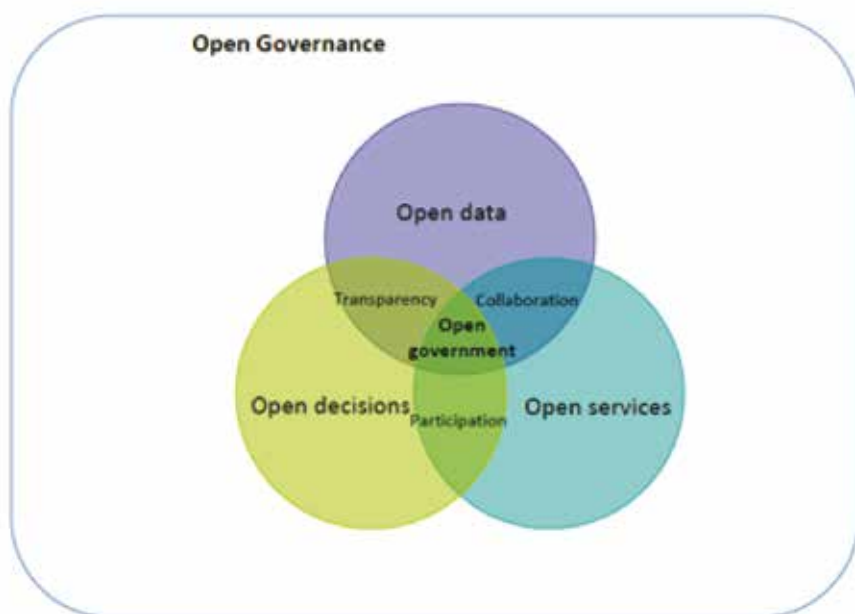 Open Governance
Open data
Transparency
Collaboration
Open
government
Open decisions
Open services
Participation